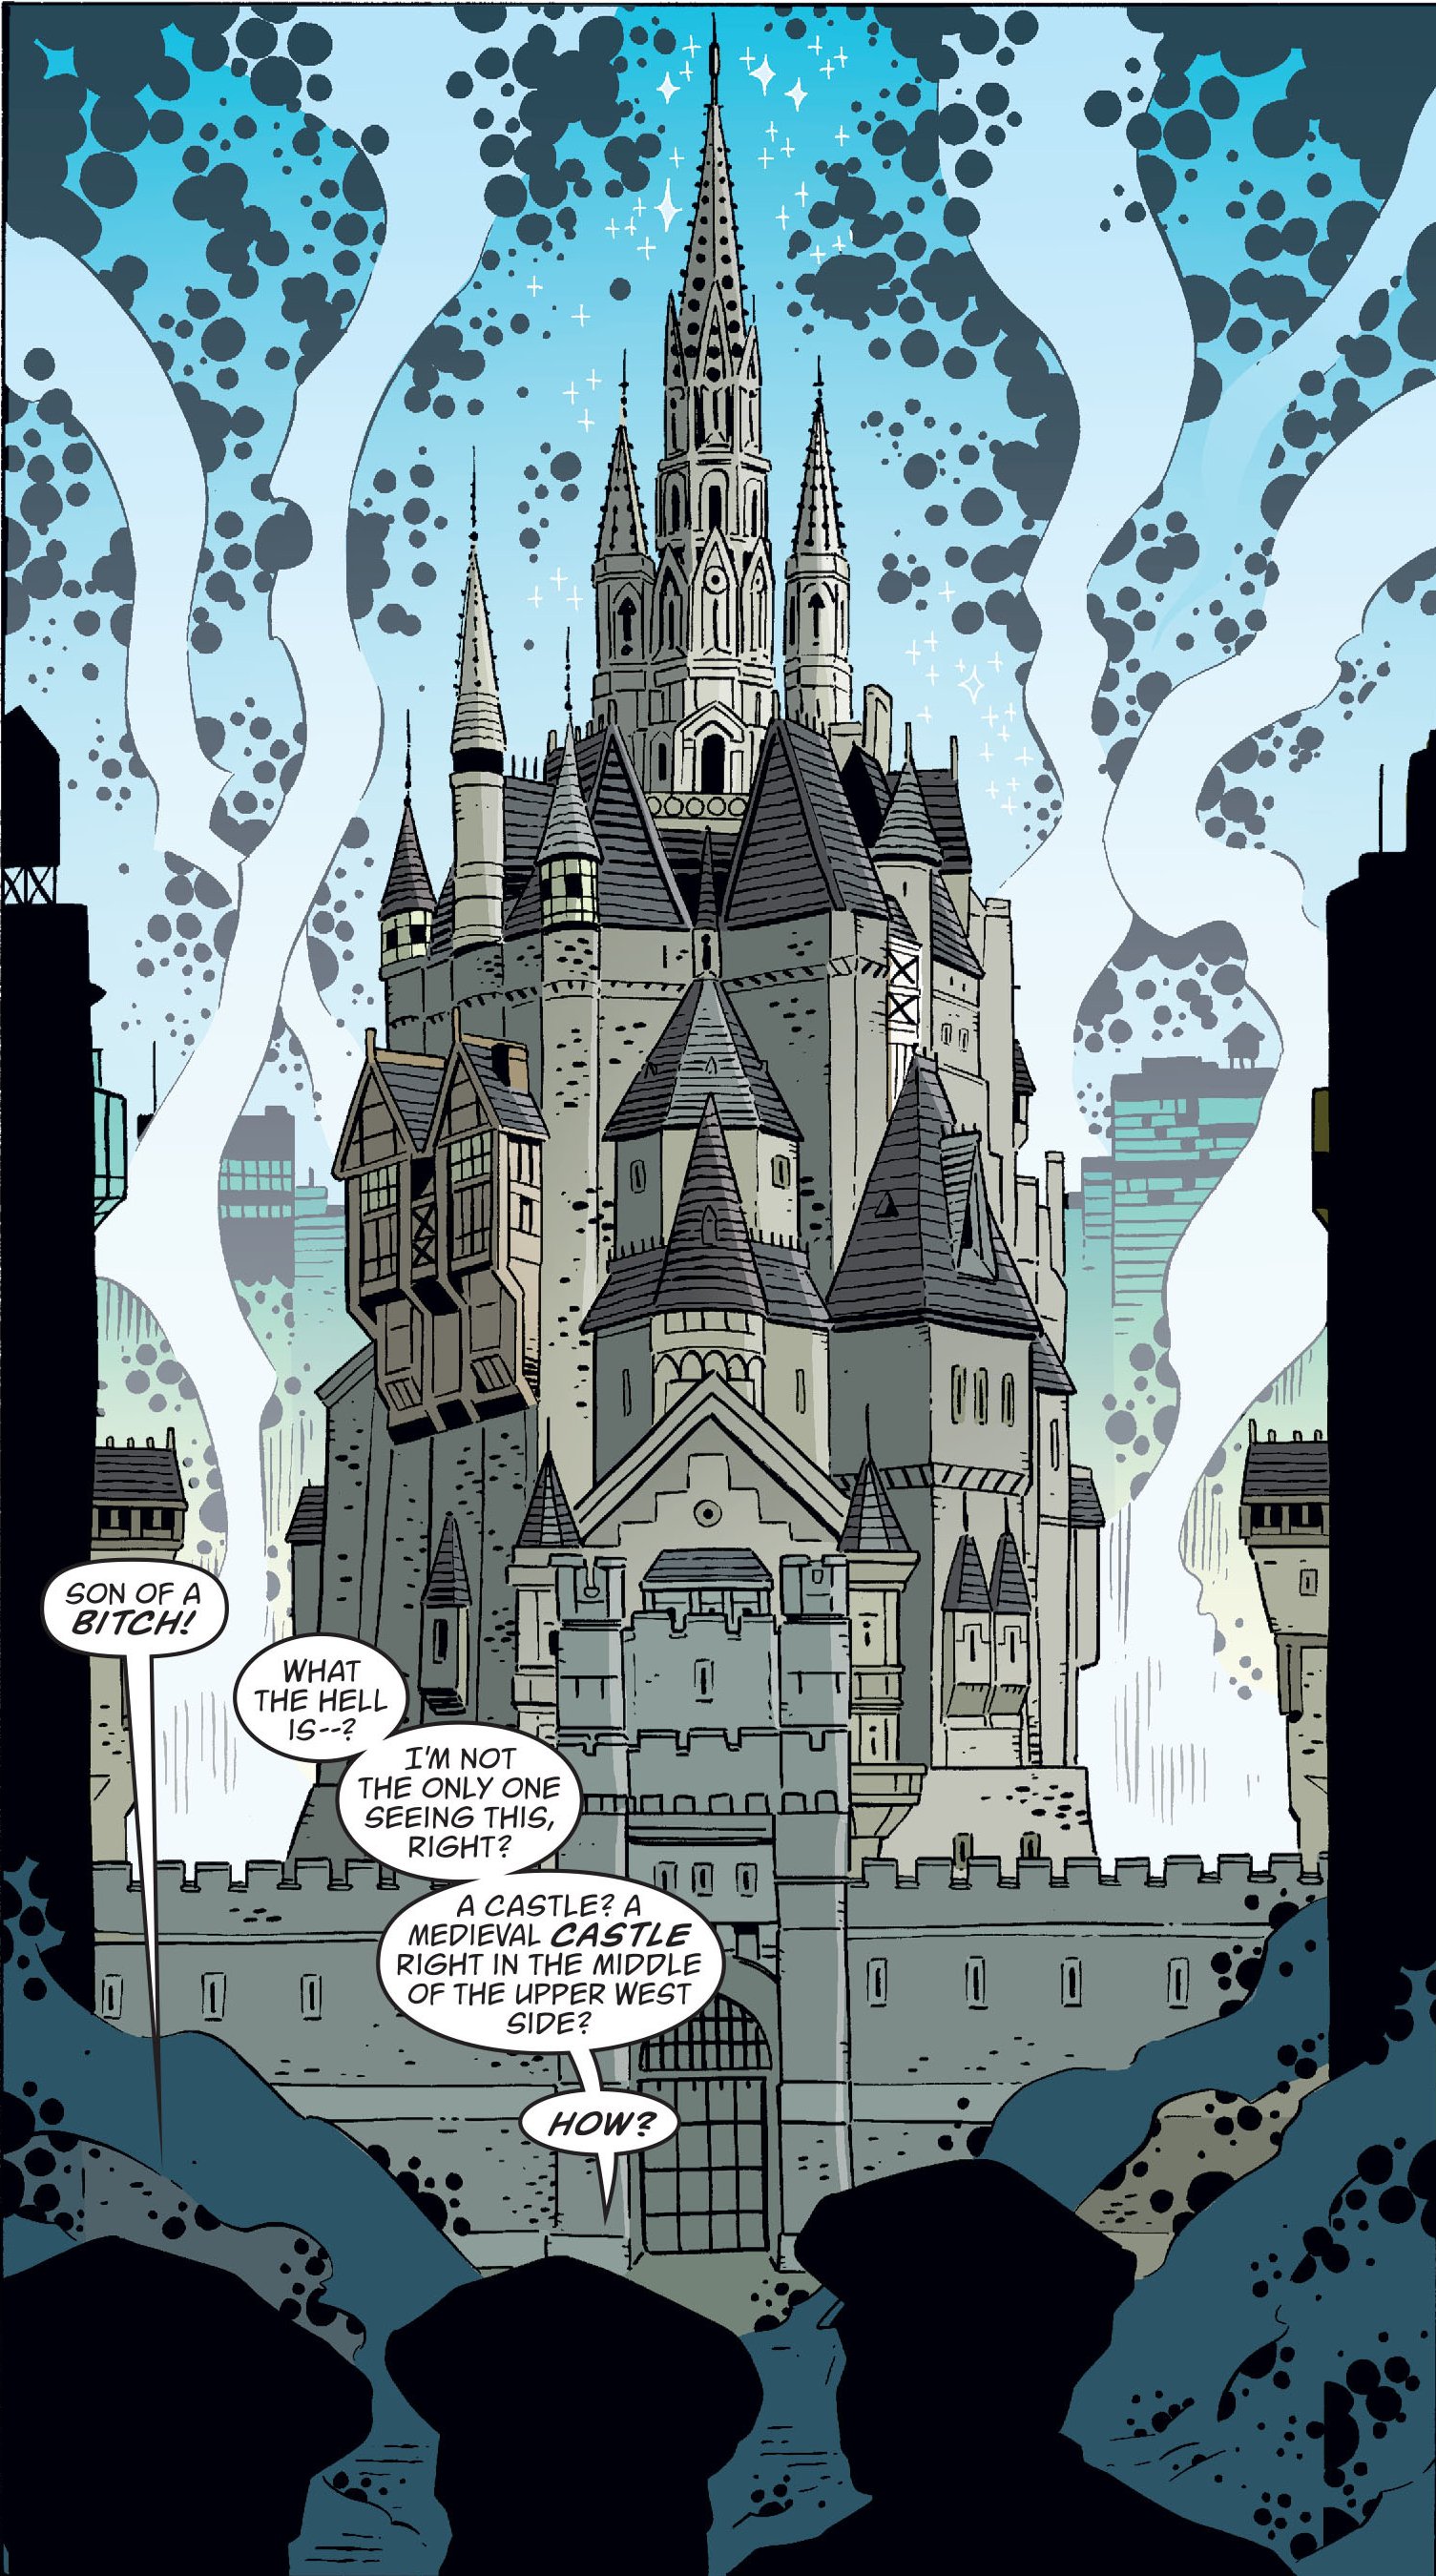 SON OF A
BITCH!
WHAT
THE HELL
IS--?
I'M NOT
THE ONLY ONE
SEEING THIS,
RIGHT?
A CASTLE? A
MEDIEVAL CASTLE
RIGHT IN THE MIDDLE
OF THE UPPER WEST
SIDE?
HOW?